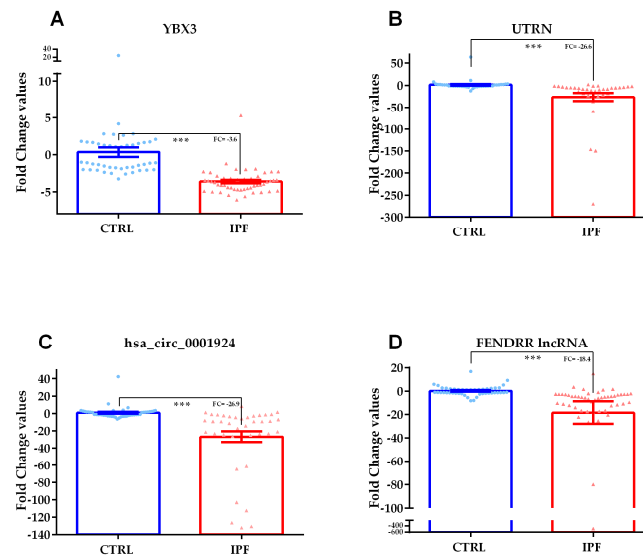 A
YBX3
40
20
5
0
-5
Fold Change values
***
FC= -3.6
CTRL
IPF
B
UTRN
50
0
-50
-100
-150
-200
-250
-300
Fold Change values
***
FC= -26.6
CTRL
IPF
C
hsa_circ_0001924
40
20
0
-20
-40
-60
-80
-100
-120
-140
Fold Change values
***
FC= -26.9
CTRL
IPF
D
FENDRR lncRNA
20
0
-20
-40
-60
-80
-100
-400
-600
Fold Change values
***
FC= -18.4
CTRL
IPF